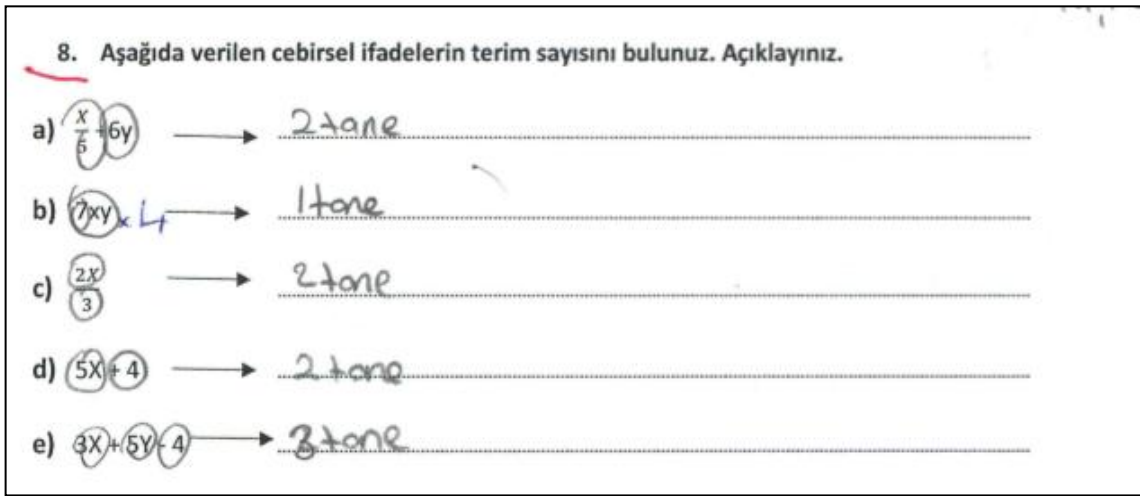 8. Aşağıda verilen cebirsel ifadelerin terim sayısını bulunuz. Açıklayınız.
a) x/5 + 6y → 2 tane
b) 7xy x 4 → 1 tane
c) 2X/3 → 2 tane
d) 5X + 4 → 2 tane
e) 3X + 5Y - 4 → 3 tane